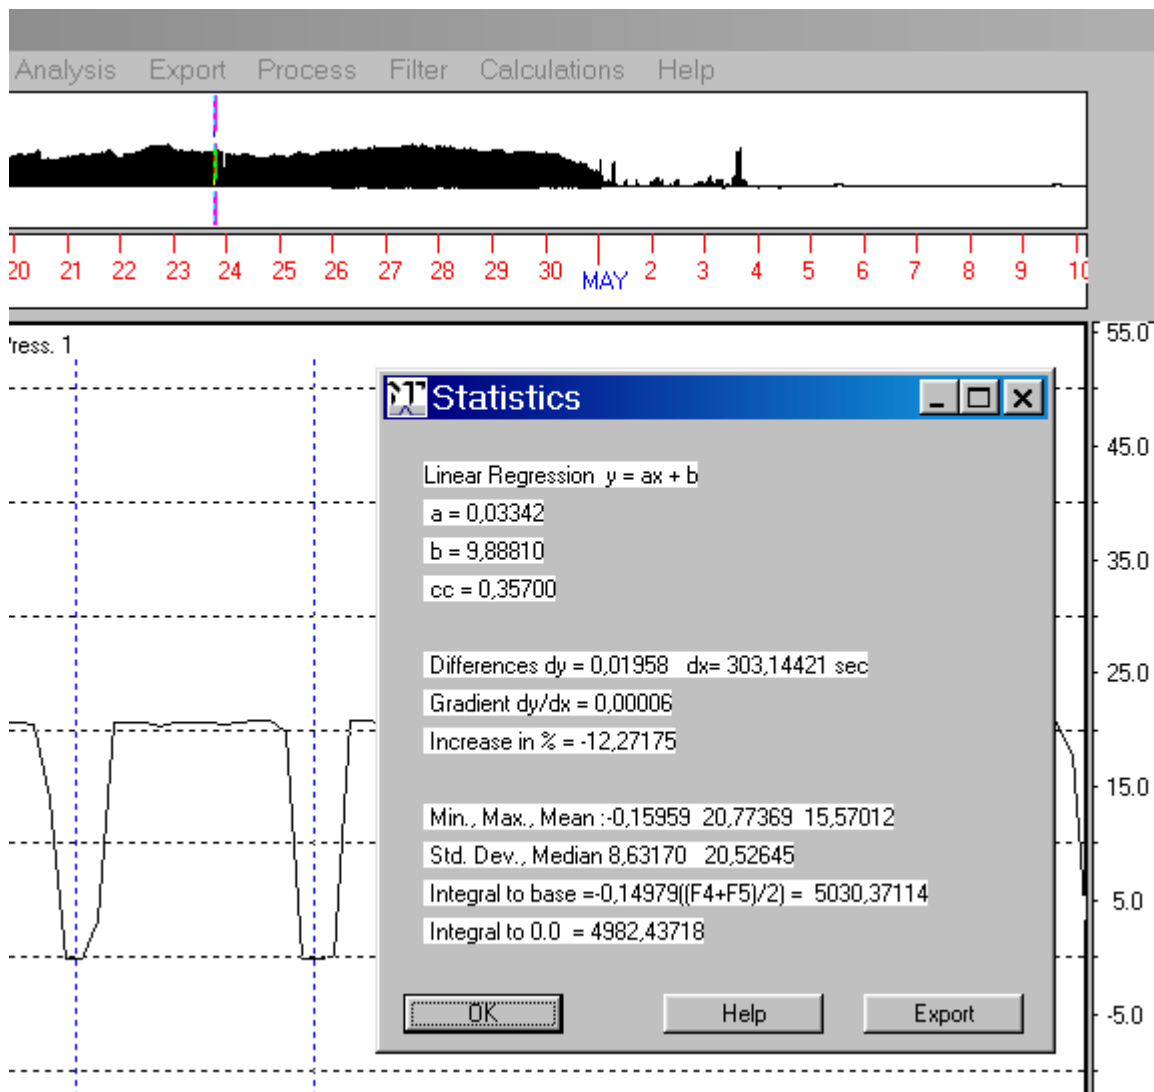 Analysis Export Process Filter Calculations Help
20 21 22 23 24 25 26 27 28 29 30 MAY 2 3 4 5 6 7 8 9 10
ress. 1
55.0
45.0
35.0
25.0
15.0
5.0
-5.0
Statistics
Linear Regression y = ax + b
a = 0,03342
b = 9,88810
cc = 0,35700
Differences dy = 0,01958 dx= 303,14421 sec
Gradient dy/dx = 0,00006
Increase in % = -12,27175
Min., Max., Mean :-0,15959 20,77369 15,57012
Std. Dev., Median 8,63170 20,52645
Integral to base =-0,14979((F4+F5)/2) = 5030,37114
Integral to 0.0 = 4982,43718
OK Help Export